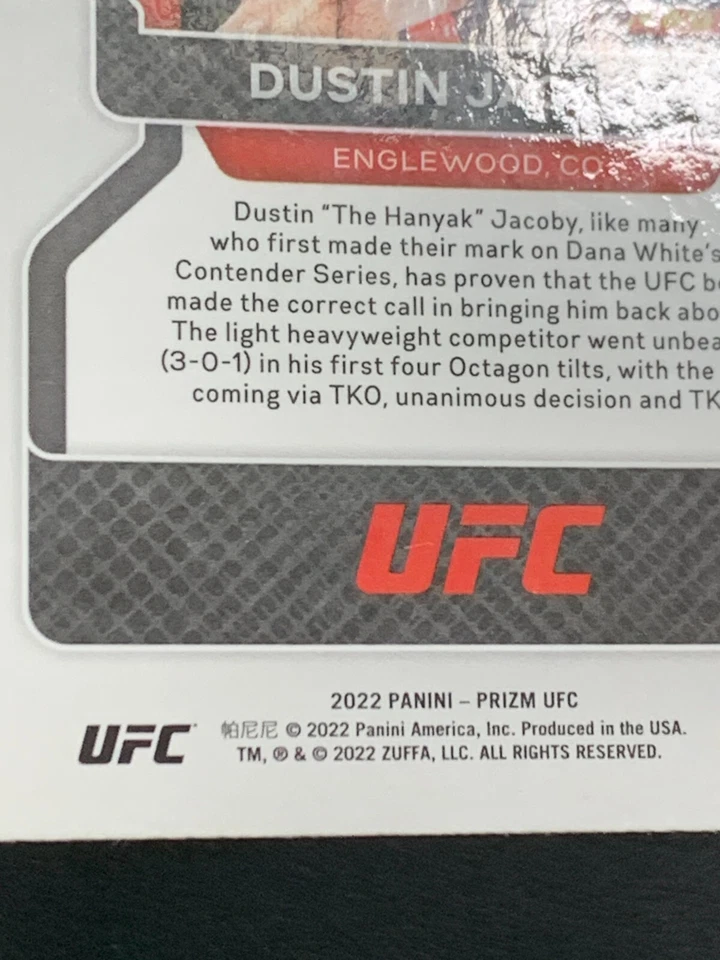 DUSTIN
ENGLEWOOD, CO
Dustin "The Hanyak" Jacoby, like many
who first made their mark on Dana White's
Contender Series, has proven that the UFC
made the correct call in bringing him back
The light heavyweight competitor went
(3-0-1) in his first four Octagon tilts, with the
coming via TKO, unanimous decision and
UFC
2022 PANINI – PRIZM UFC
UFC
帕尼尼 © 2022 Panini America, Inc. Produced in the USA.
TM, ® & © 2022 ZUFFA, LLC. ALL RIGHTS RESERVED.